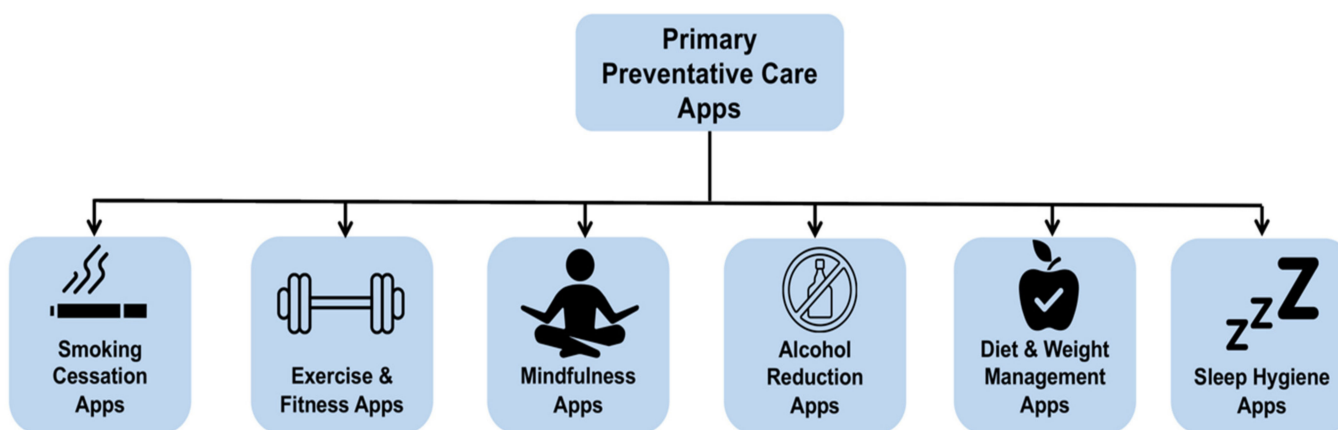 Primary
Preventative Care
Apps
Smoking
Cessation
Apps
Exercise &
Fitness Apps
Mindfulness
Apps
Alcohol
Reduction
Apps
Diet & Weight
Management
Apps
zzZ
Sleep Hygiene
Apps